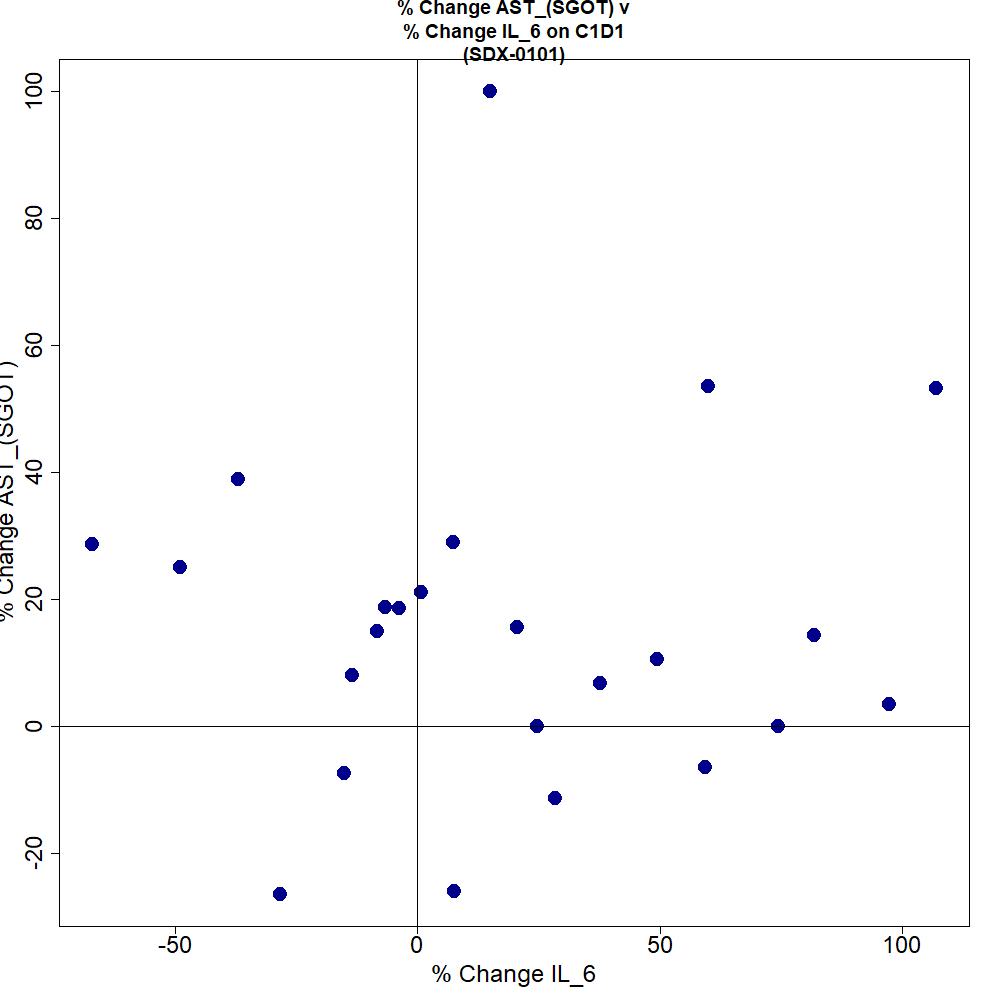 % Change AST_(SGOT) v
% Change IL_6 on C1D1
(SDX-0101)
100
80
60
40
20
0
-20
% Change AST_(SGOT)
-50
0
50
100
% Change IL_6